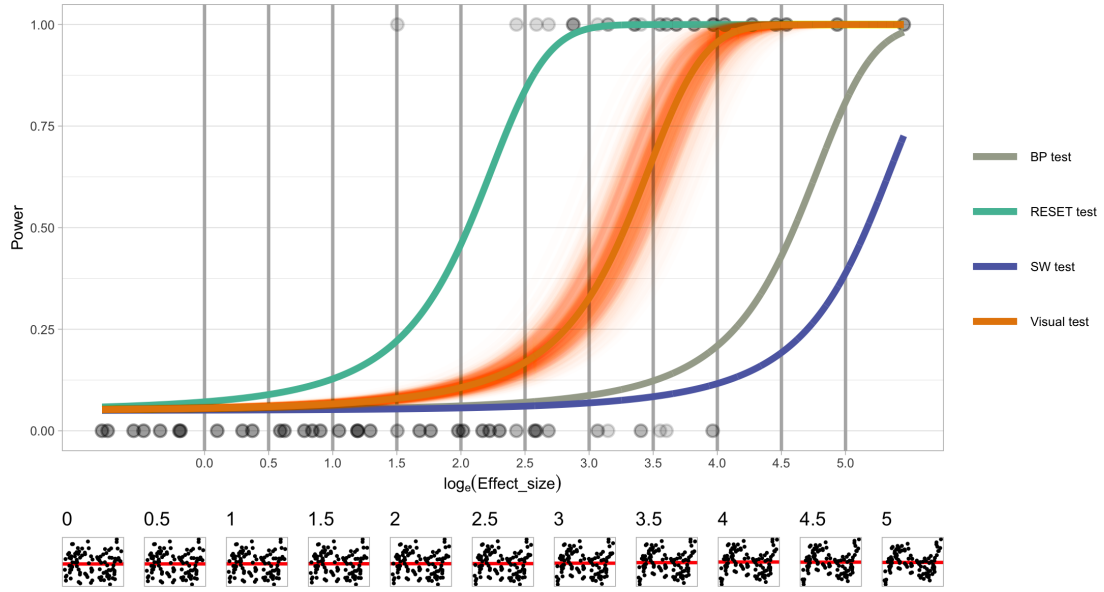 1.00
0.75
0.50
0.25
0.00
Power
0.0 0.5 1.0 1.5 2.0 2.5 3.0 3.5 4.0 4.5 5.0
logₑ(Effect_size)
BP test
RESET test
SW test
Visual test
0 0.5 1 1.5 2 2.5 3 3.5 4 4.5 5